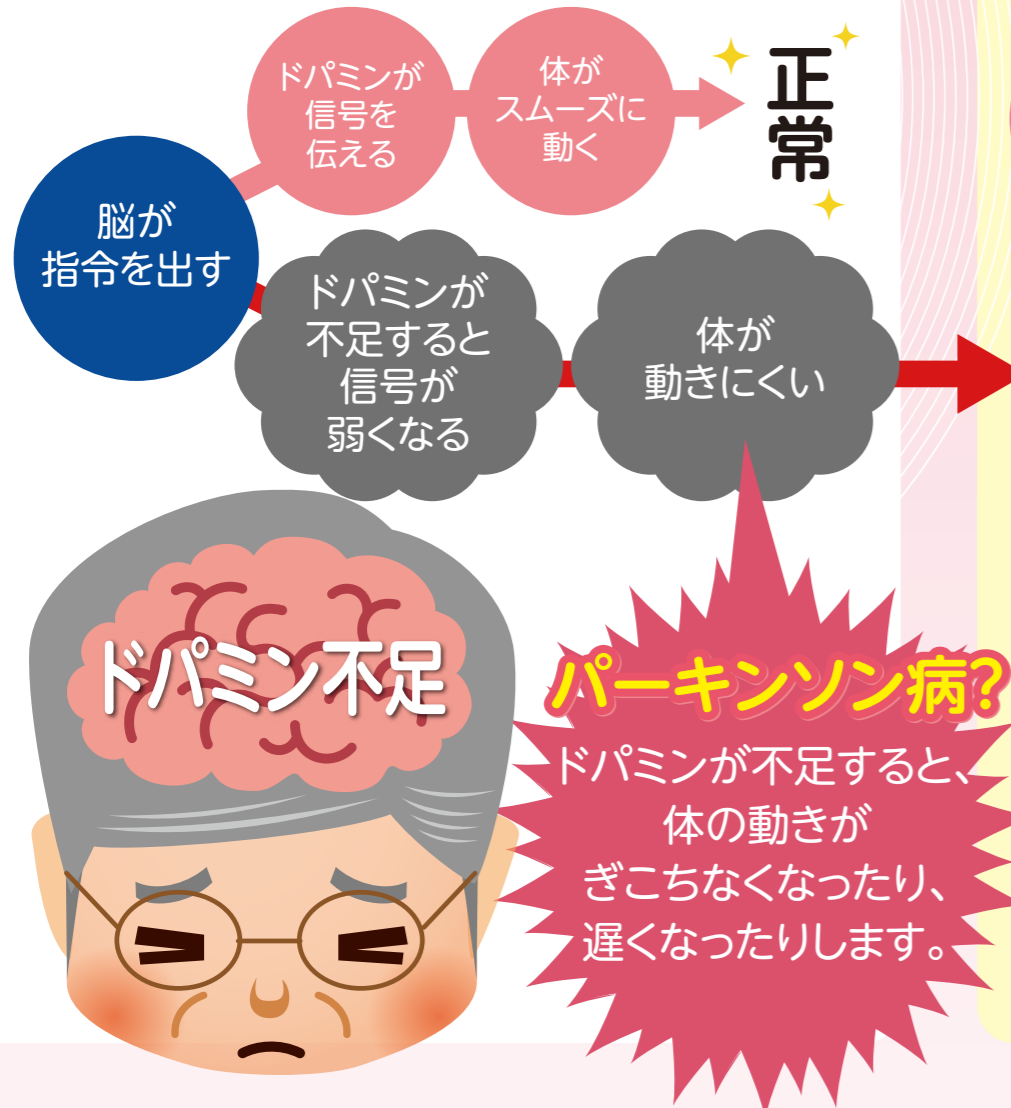 ドパミンが
信号を
伝える
体が
スムーズに
動く
正常
脳が
指令を出す
ドパミンが
不足すると
信号が
弱くなる
体が
動きにくい
ドパミン不足
パーキンソン病?
ドパミンが不足すると、
体の動きが
ぎこちなくなったり、
遅くなったりします。